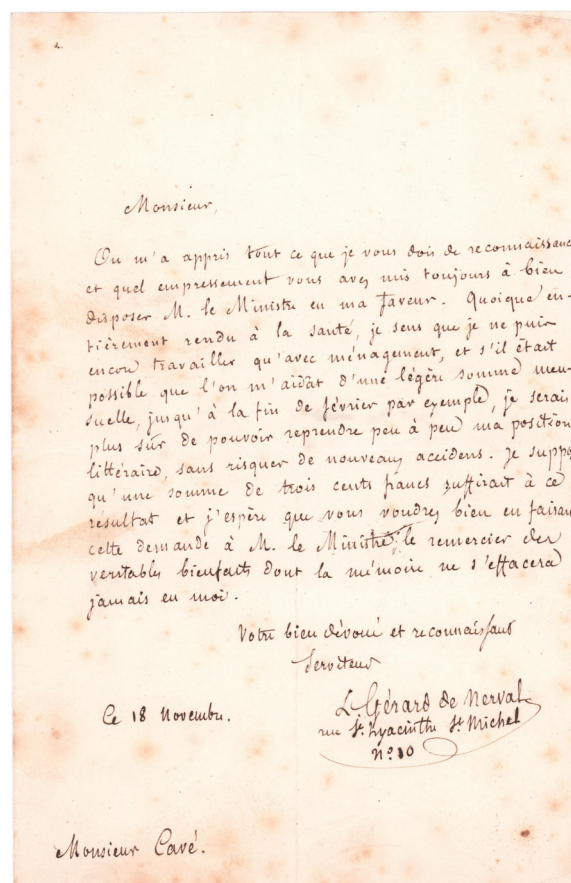 Monsieur,
On m'a appris tout ce que je vous dois de reconnaissance
et quel empressement vous avez mis toujours à bien
disposer M. le Ministre en ma faveur. Quoique en-
tièrement rendu à la santé, je sens que je ne puis
encore travailler qu'avec ménagement, et s'il était
possible que l'on m'aidât d'une légère somme men-
suelle, jusqu'à la fin de février par exemple, je serais
plus sûr de pouvoir reprendre peu à peu ma position
littéraire, sans risquer de nouveaux accidens. Je suppo
qu'une somme de trois cents francs suffirait à ce
résultat et j'espère que vous voudrez bien en faisan
cette demande à M. le Ministre, le remercier des
veritables bienfaits dont la mémoire ne s'effacera
jamais en moi.
Votre bien dévoué et reconnaissant
Serviteur
Gérard de Nerval
rue St. Hyacinthe St. Michel
nº 10
Ce 18 Novembre.
Monsieur Cavé.